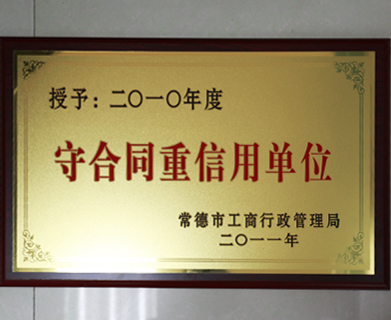 授予：二〇一〇年度
守合同重信用单位
常德市工商行政管理局
二〇一一年